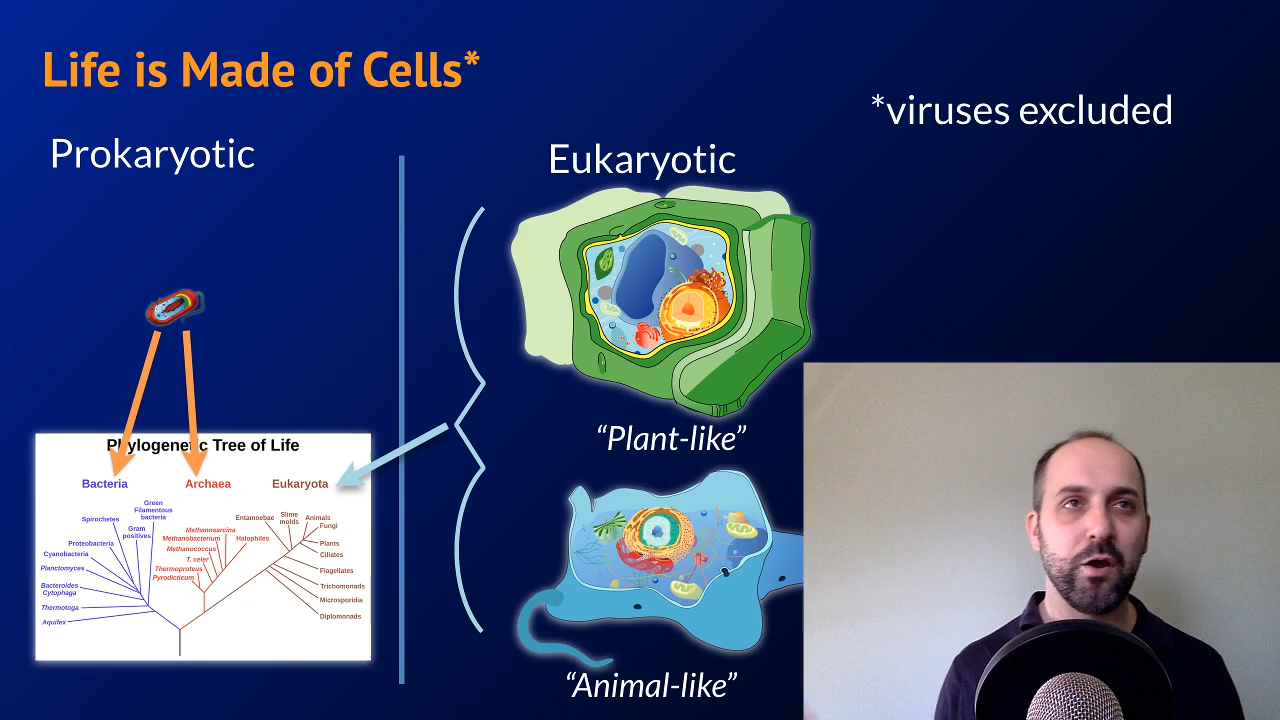 Life is Made of Cells*
*viruses excluded
Prokaryotic
Eukaryotic
"Plant-like"
"Animal-like"
Phylogenetic Tree of Life
Bacteria
Archaea
Eukaryota
Green
Filamentous
bacteria
Spirochetes
Gram
positives
Proteobacteria
Cyanobacteria
Planctomyces
Bacteroides
Cytophaga
Thermotoga
Aquifex
Methanosarcina
Methanobacterium
Halophiles
Methanococcus
T. celer
Thermoproteus
Pyrodicticum
Entamoebae
Slime
molds
Animals
Fungi
Plants
Ciliates
Flagellates
Trichomonads
Microsporidia
Diplomonads